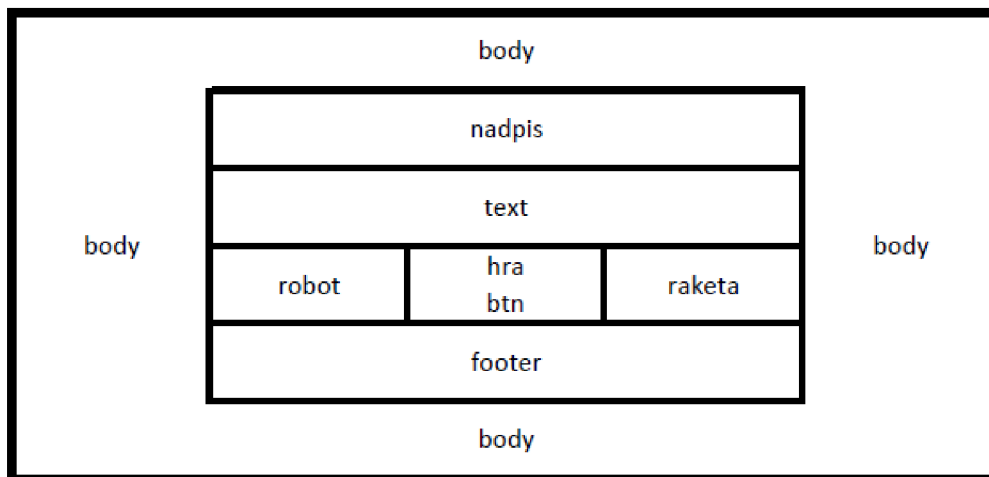 body
nadpis
text
body
body
robot
hra
btn
raketa
footer
body